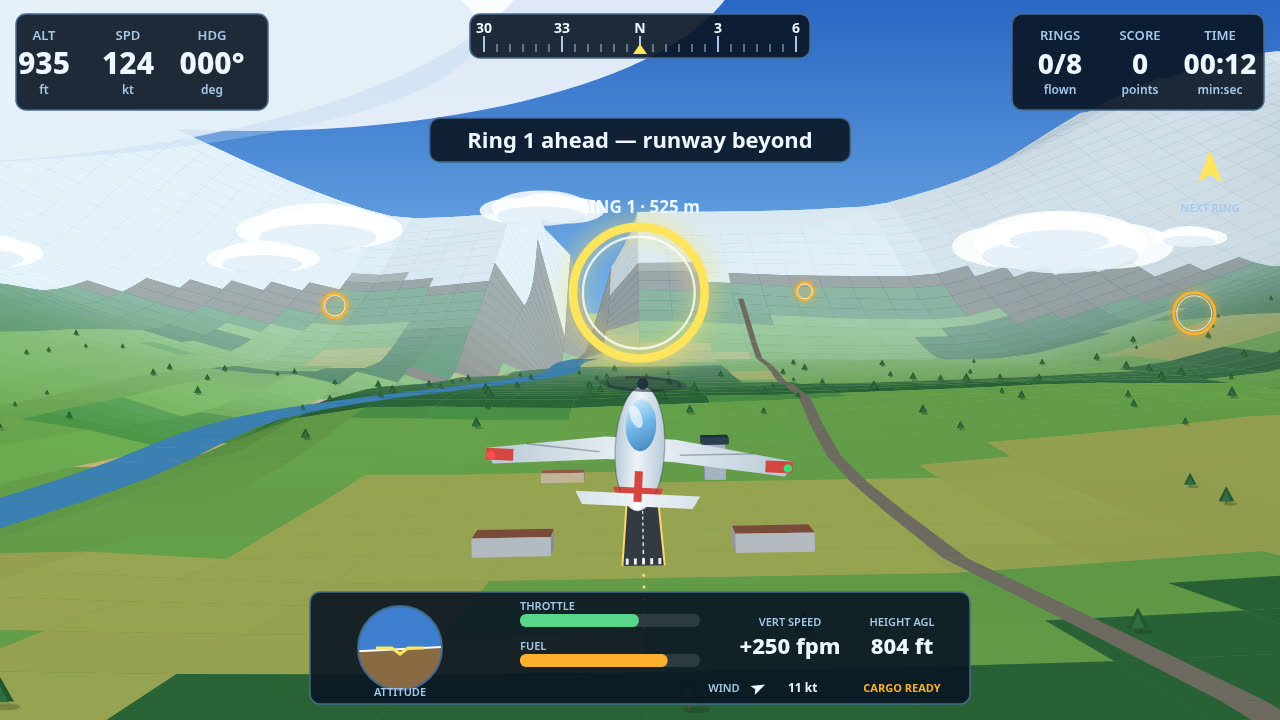 ALT SPD HDG
935 124 000°
ft kt deg
30 33 N 3 6
RINGS SCORE TIME
0/8 0 00:12
flown points min:sec
Ring 1 ahead — runway beyond
1 · 525 m
NEXT RING
THROTTLE
FUEL
ATTITUDE
VERT SPEED HEIGHT AGL
+250 fpm 804 ft
WIND 11 kt CARGO READY